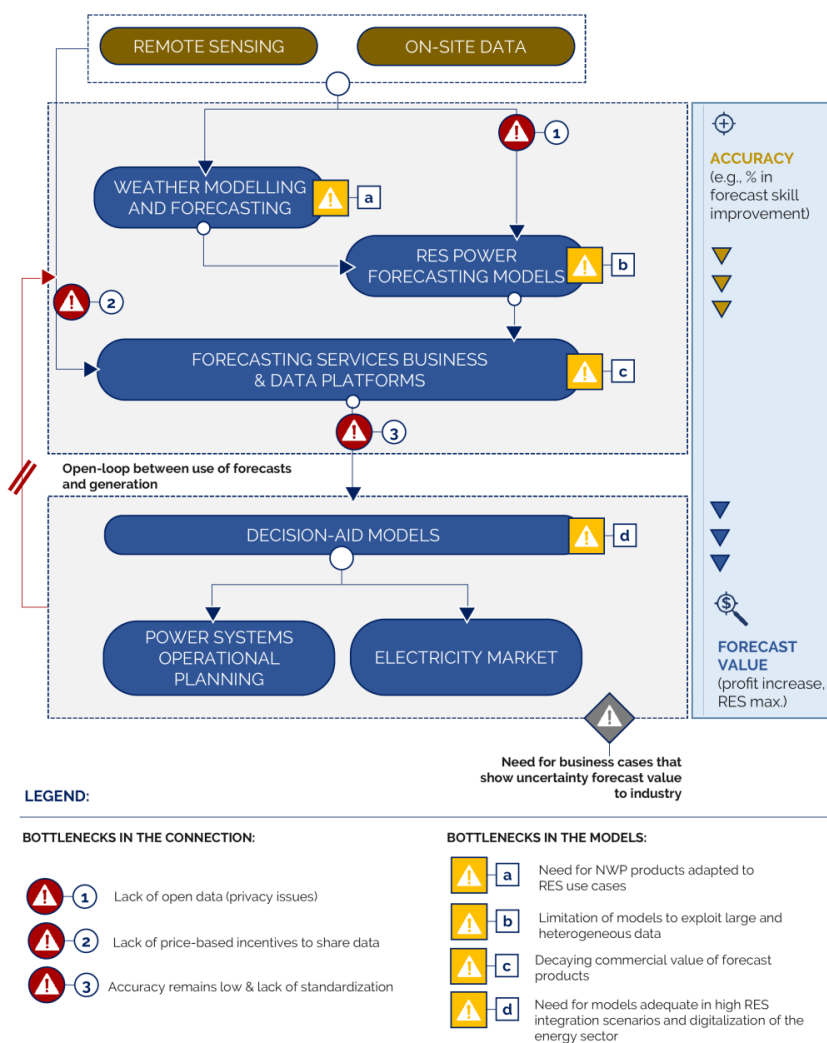 REMOTE SENSING
ON-SITE DATA
1
WEATHER MODELLING
AND FORECASTING
a
RES POWER
FORECASTING MODELS
b
2
FORECASTING SERVICES BUSINESS
& DATA PLATFORMS
c
3
Open-loop between use of forecasts
and generation
DECISION-AID MODELS
d
POWER SYSTEMS
OPERATIONAL
PLANNING
ELECTRICITY MARKET
ACCURACY
(e.g., % in
forecast skill
improvement)
$
FORECAST
VALUE
(profit increase,
RES max.)
Need for business cases that
show uncertainty forecast value
to industry
LEGEND:
BOTTLENECKS IN THE CONNECTION:
1
Lack of open data (privacy issues)
2
Lack of price-based incentives to share data
3
Accuracy remains low & lack of standardization
BOTTLENECKS IN THE MODELS:
a
Need for NWP products adapted to
RES use cases
b
Limitation of models to exploit large and
heterogeneous data
c
Decaying commercial value of forecast
products
d
Need for models adequate in high RES
integration scenarios and digitalization of the
energy sector